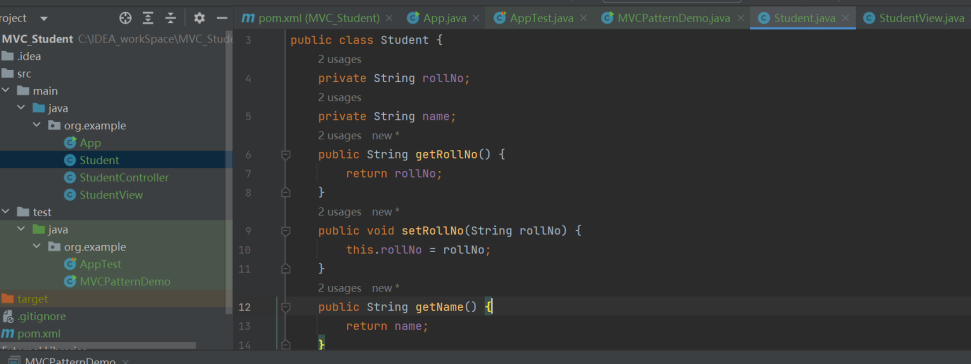 roject
pom.xml (MVC_Student)
App.java
AppTest.java
MVCPatternDemo.java
Student.java
StudentView.java
MVC_Student C:\IDEA_workSpace\MVC_Stude
.idea
src
main
java
org.example
App
Student
StudentController
StudentView
test
java
org.example
AppTest
MVCPatternDemo
target
.gitignore
pom.xml
External Libraries
3 public class Student {
2 usages
4 private String rollNo;
2 usages
5 private String name;
2 usages new *
6 public String getRollNo() {
7 return rollNo;
8 }
2 usages new *
9 public void setRollNo(String rollNo) {
10 this.rollNo = rollNo;
11 }
2 usages new *
12 public String getName() {
13 return name;
14 }
MVCPatternDemo